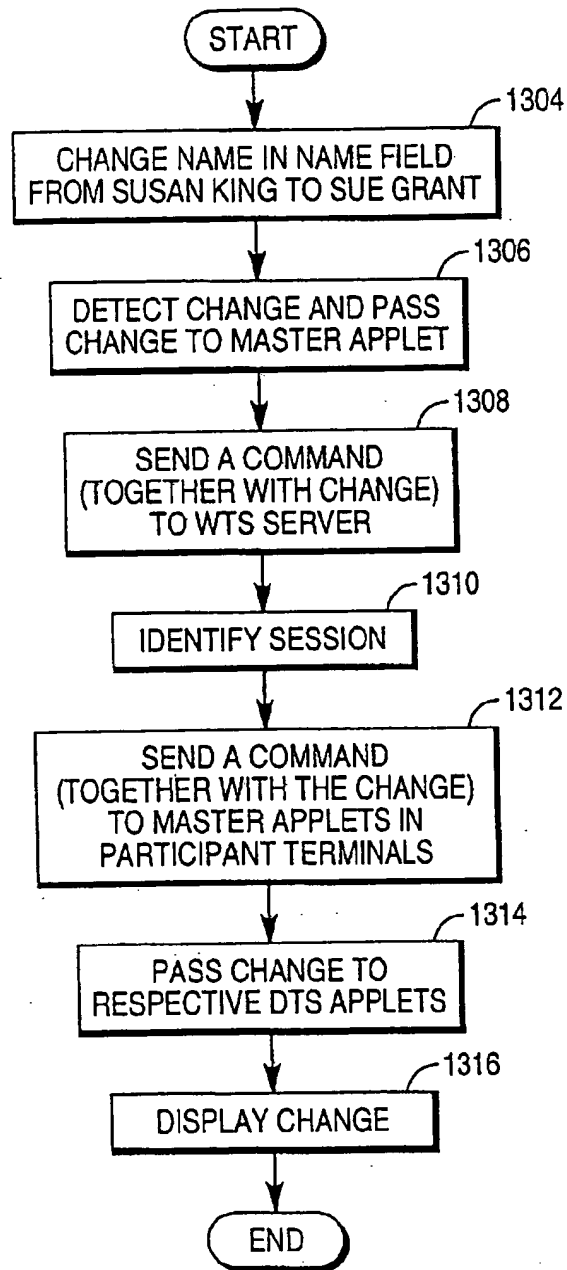 START
1304
CHANGE NAME IN NAME FIELD
FROM SUSAN KING TO SUE GRANT
1306
DETECT CHANGE AND PASS
CHANGE TO MASTER APPLET
1308
SEND A COMMAND
(TOGETHER WITH CHANGE)
TO WTS SERVER
1310
IDENTIFY SESSION
1312
SEND A COMMAND
(TOGETHER WITH THE CHANGE)
TO MASTER APPLETS IN
PARTICIPANT TERMINALS
1314
PASS CHANGE TO
RESPECTIVE DTS APPLETS
1316
DISPLAY CHANGE
END